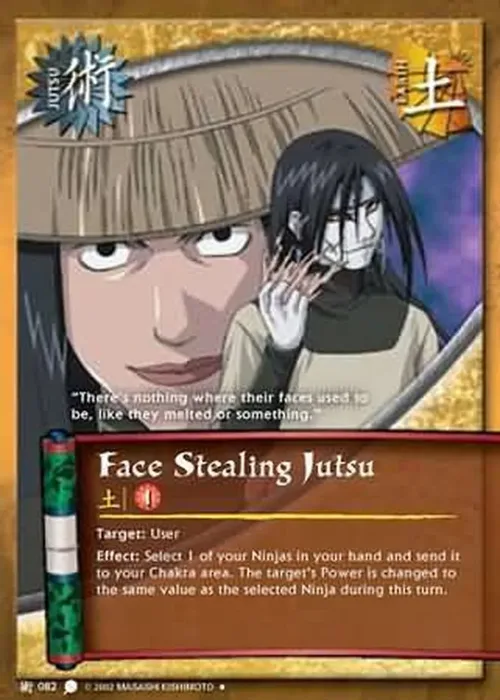 JUTSU
術
EARTH
土
"There's nothing where their faces used to
be, like they melted or something."
Face Stealing Jutsu
土 1
Target: User
Effect: Select 1 of your Ninjas in your hand and send it
to your Chakra area. The target's Power is changed to
the same value as the selected Ninja during this turn.
術 082 © 2002 MASASHI KISHIMOTO